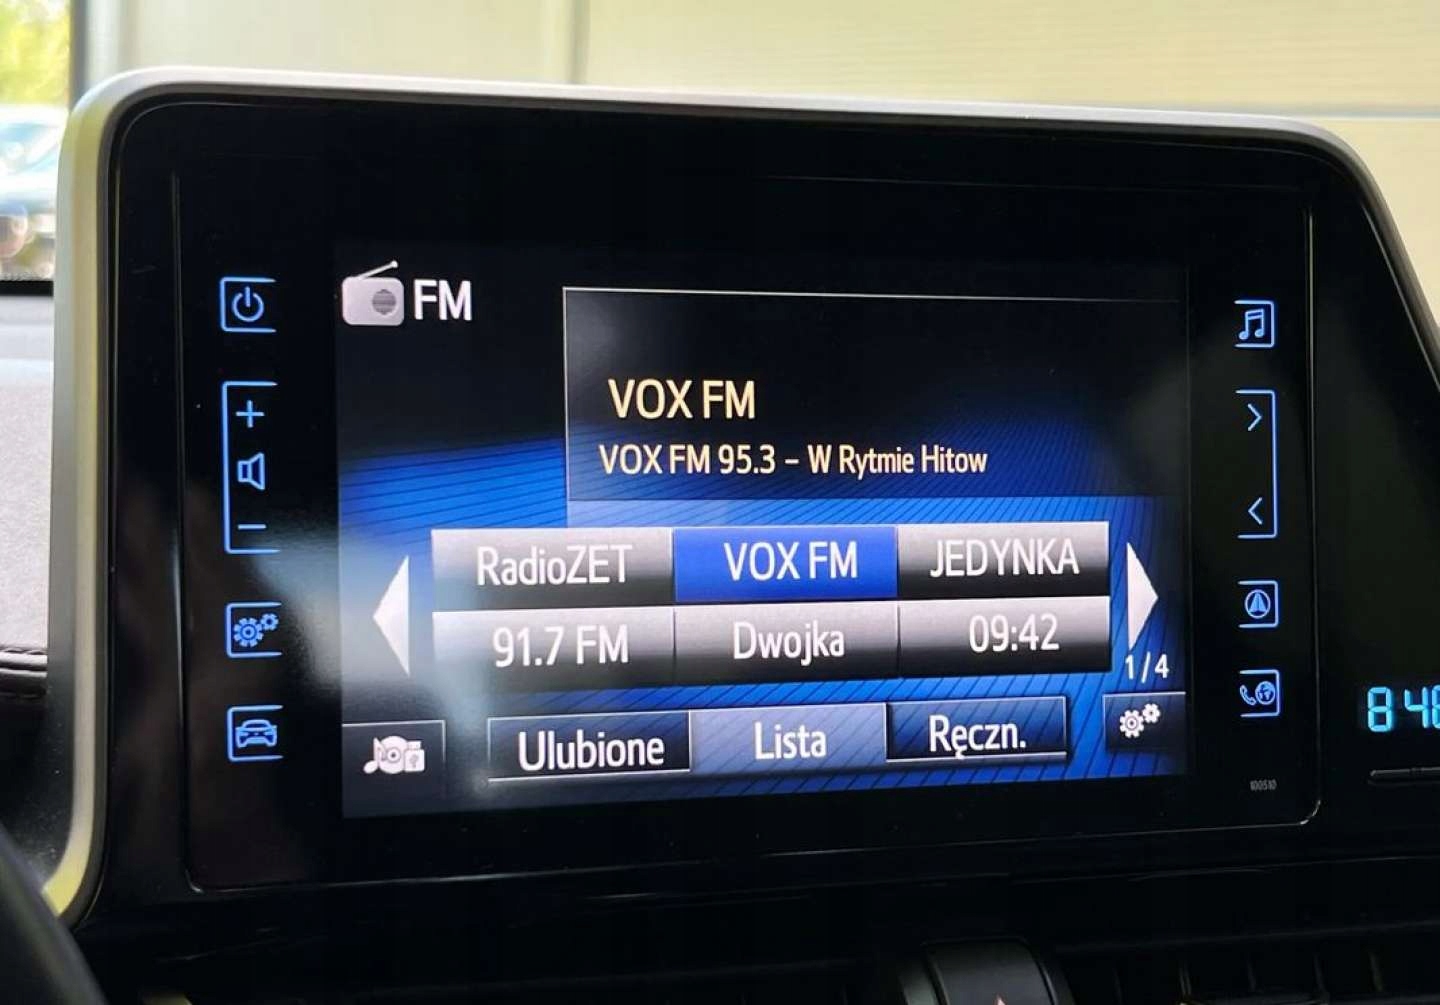 FM
VOX FM
VOX FM 95.3 – W Rytmie Hitow
RadioZET VOX FM JEDYNKA
91.7 FM Dwojka 09:42
1/4
Ulubione Lista Ręczn.
100510